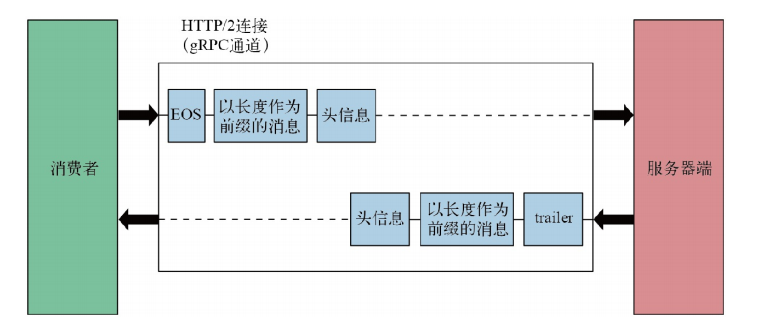 HTTP/2连接
（gRPC通道）
EOS
以长度作为
前缀的消息
头信息
消费者
服务器端
头信息
以长度作为
前缀的消息
trailer